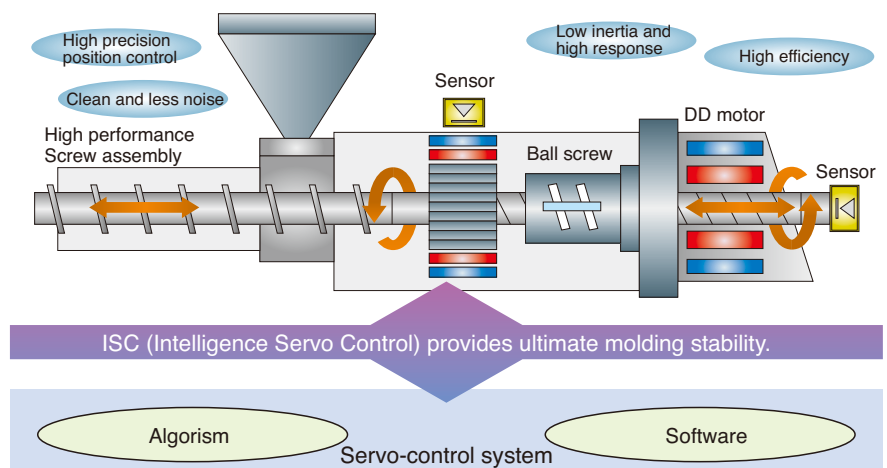 High precision
position control
Low inertia and
high response
High efficiency
Clean and less noise
Sensor
DD motor
High performance
Screw assembly
Ball screw
Sensor
ISC (Intelligence Servo Control) provides ultimate molding stability.
Algorism
Software
Servo-control system